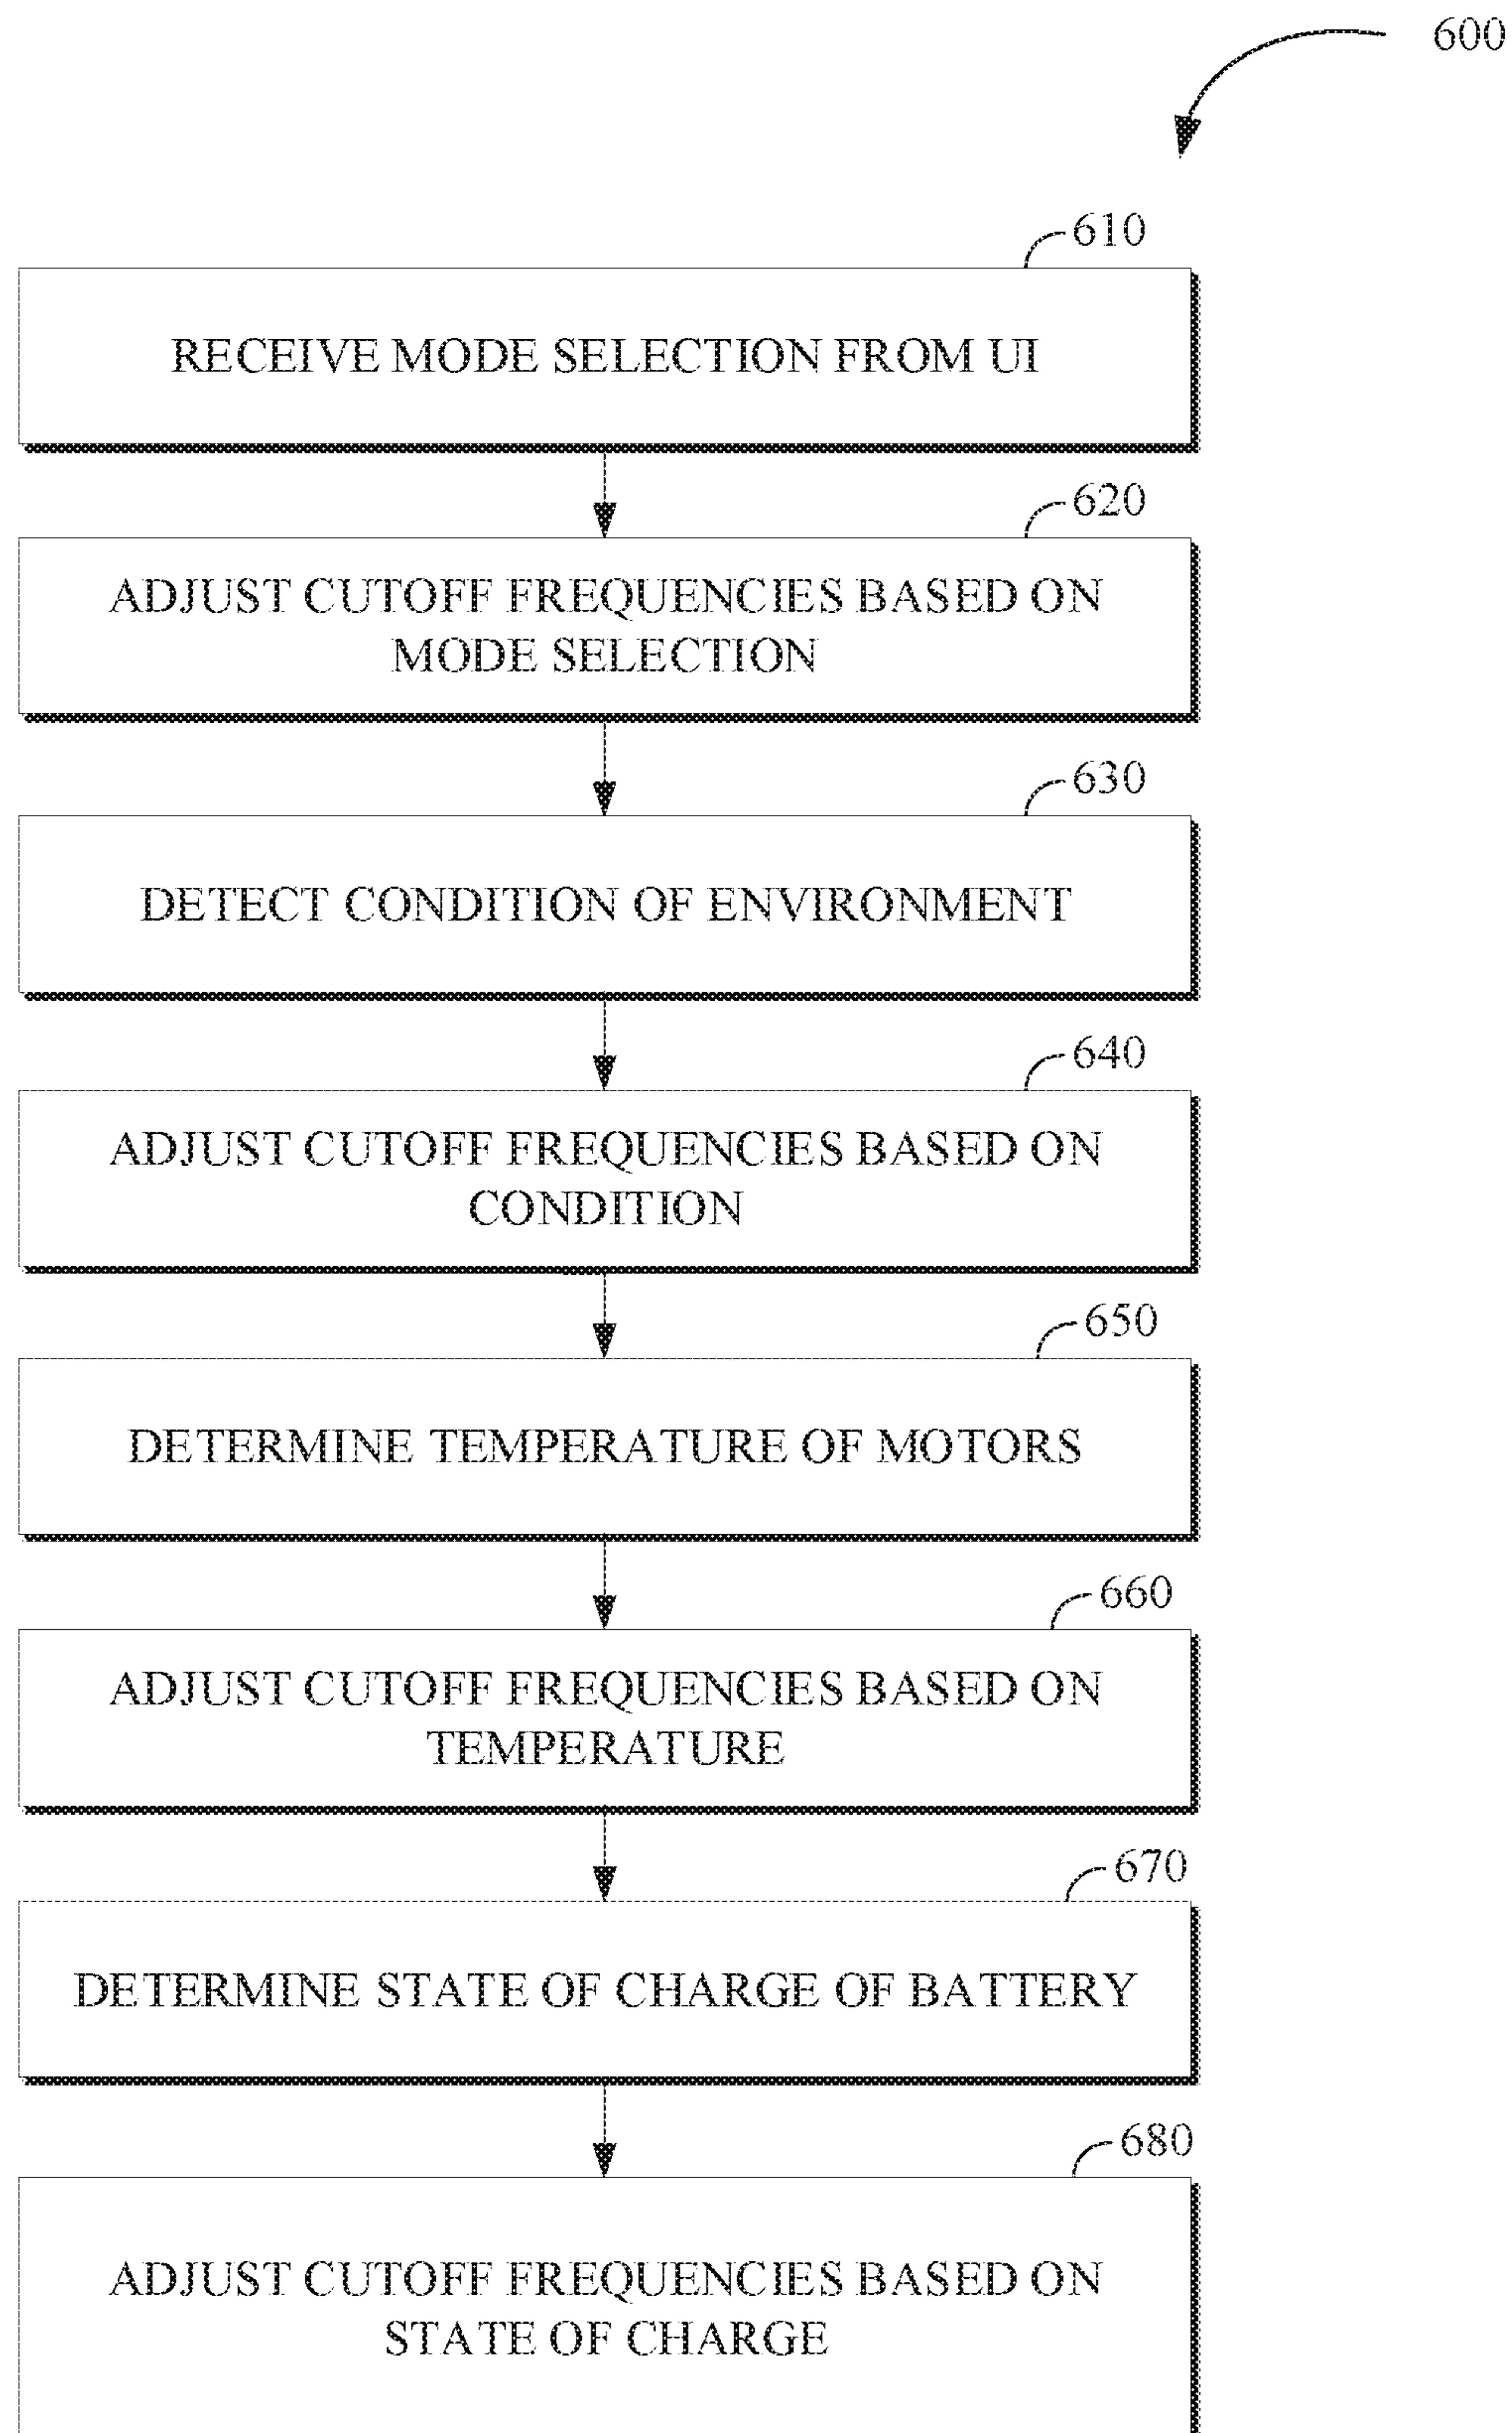 600
610
RECEIVE MODE SELECTION FROM UI
620
ADJUST CUTOFF FREQUENCIES BASED ON
MODE SELECTION
630
DETECT CONDITION OF ENVIRONMENT
640
ADJUST CUTOFF FREQUENCIES BASED ON
CONDITION
650
DETERMINE TEMPERATURE OF MOTORS
660
ADJUST CUTOFF FREQUENCIES BASED ON
TEMPERATURE
670
DETERMINE STATE OF CHARGE OF BATTERY
680
ADJUST CUTOFF FREQUENCIES BASED ON
STATE OF CHARGE